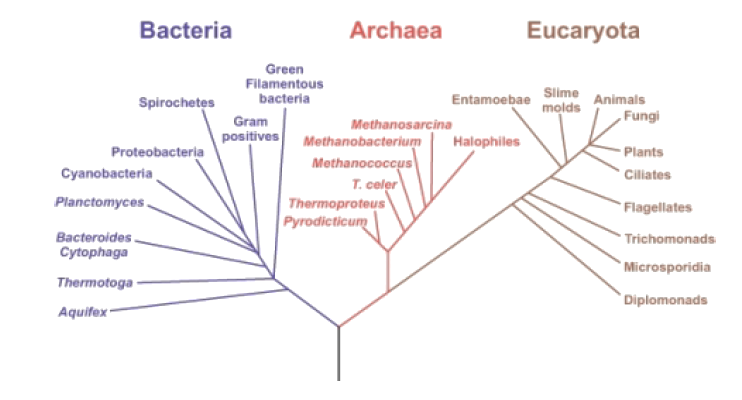 Bacteria
Archaea
Eucaryota
Green
Filamentous
bacteria
Spirochetes
Gram
positives
Proteobacteria
Cyanobacteria
Planctomyces
Bacteroides
Cytophaga
Thermotoga
Aquifex
Methanosarcina
Methanobacterium
Halophiles
Methanococcus
T. celer
Thermoproteus
Pyrodicticum
Entamoebae
Slime
molds
Animals
Fungi
Plants
Ciliates
Flagellates
Trichomonads
Microsporidia
Diplomonads